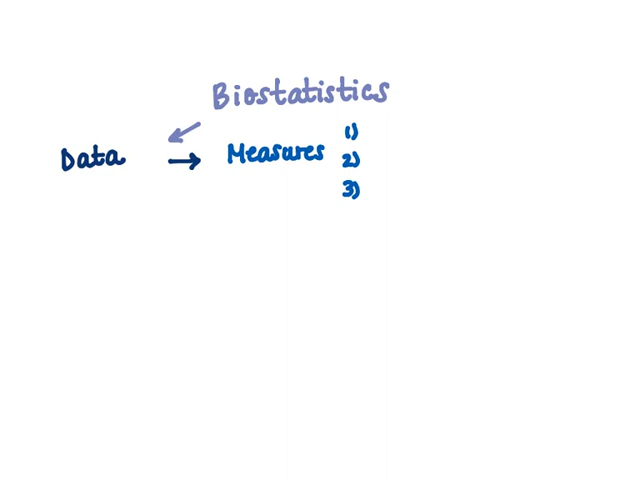 Biostatistics
Data → Measures 1)
2)
3)